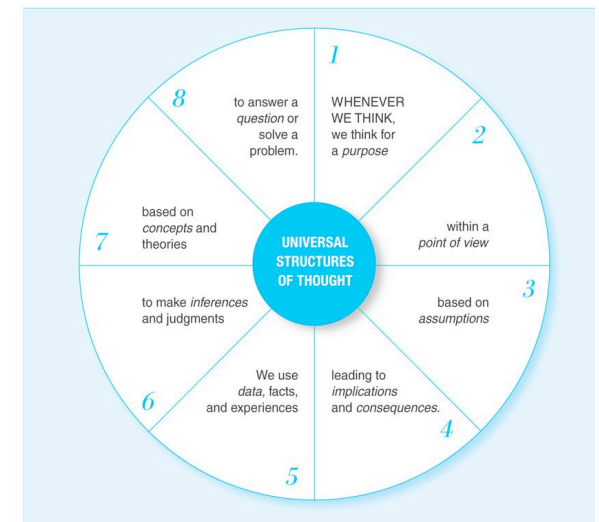 1
WHENEVER
WE THINK,
we think for
a purpose
2
within a
point of view
3
based on
assumptions
4
leading to
implications
and consequences.
5
We use
data, facts,
and experiences
6
to make inferences
and judgments
7
based on
concepts and
theories
8
to answer a
question or
solve a
problem.
UNIVERSAL
STRUCTURES
OF THOUGHT